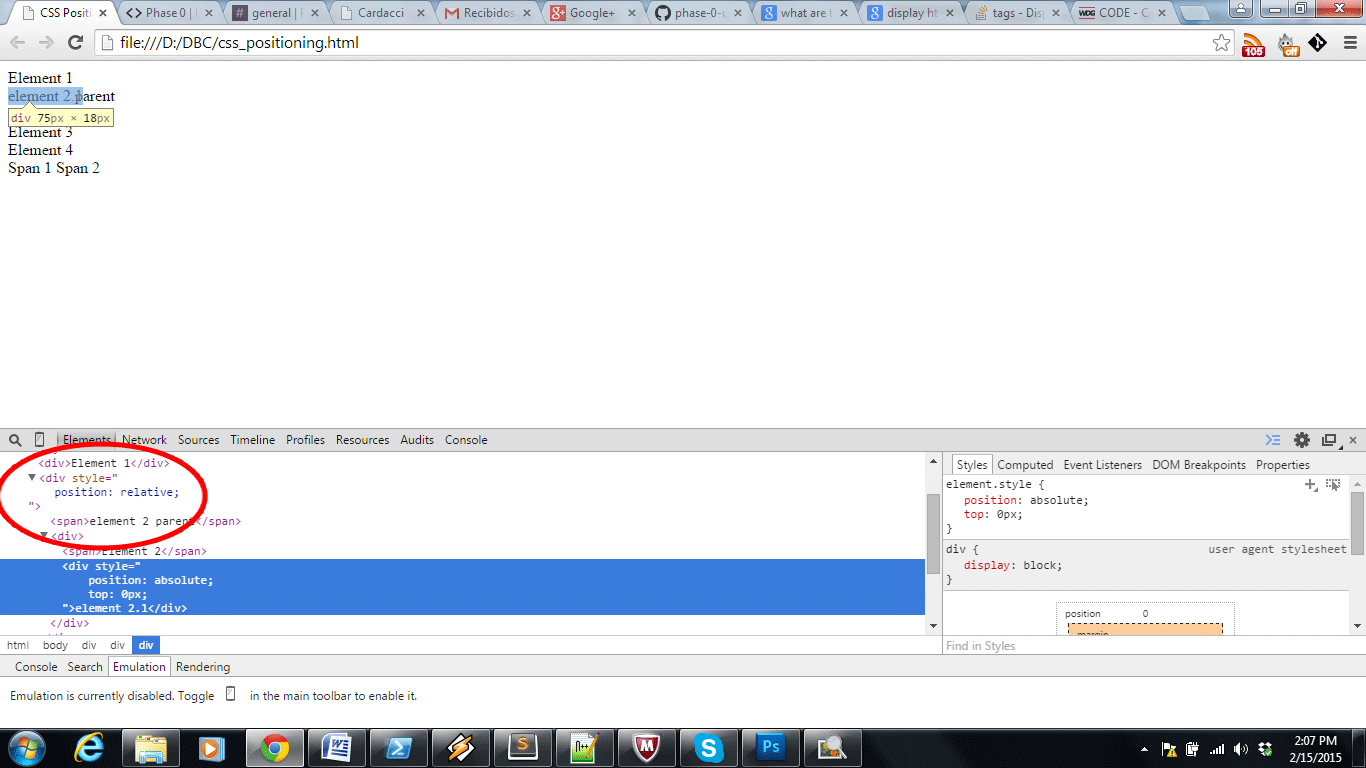 CSS Positi
Phase 0 |
general |
Cardacci
Recibidos
Google+
phase-0-u
what are
display ht
tags - Dis
WDG CODE - C
file:///D:/DBC/css_positioning.html
105
off
Element 1
element 2 parent
div 75px × 18px
Element 3
Element 4
Span 1 Span 2
Elements Network Sources Timeline Profiles Resources Audits Console
<div>Element 1</div>
<div style="
position: relative;
">
<span>element 2 parent</span>
<div>
<span>Element 2</span>
<div style="
position: absolute;
top: 0px;
">element 2.1</div>
</div>
html body div div div
Styles Computed Event Listeners DOM Breakpoints Properties
element.style {
position: absolute;
top: 0px;
}
div { user agent stylesheet
display: block;
}
position 0
margin
Find in Styles
Console Search Emulation Rendering
Emulation is currently disabled. Toggle in the main toolbar to enable it.
2:07 PM
2/15/2015